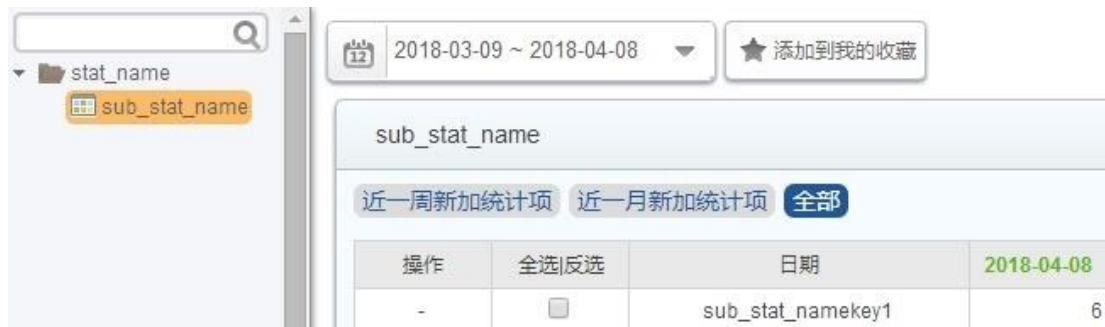 stat_name
sub_stat_name
12
2018-03-09 ~ 2018-04-08
添加到我的收藏
sub_stat_name
近一周新加统计项 近一月新加统计项 全部
操作 全选|反选 日期 2018-04-08
- sub_stat_namekey1 6